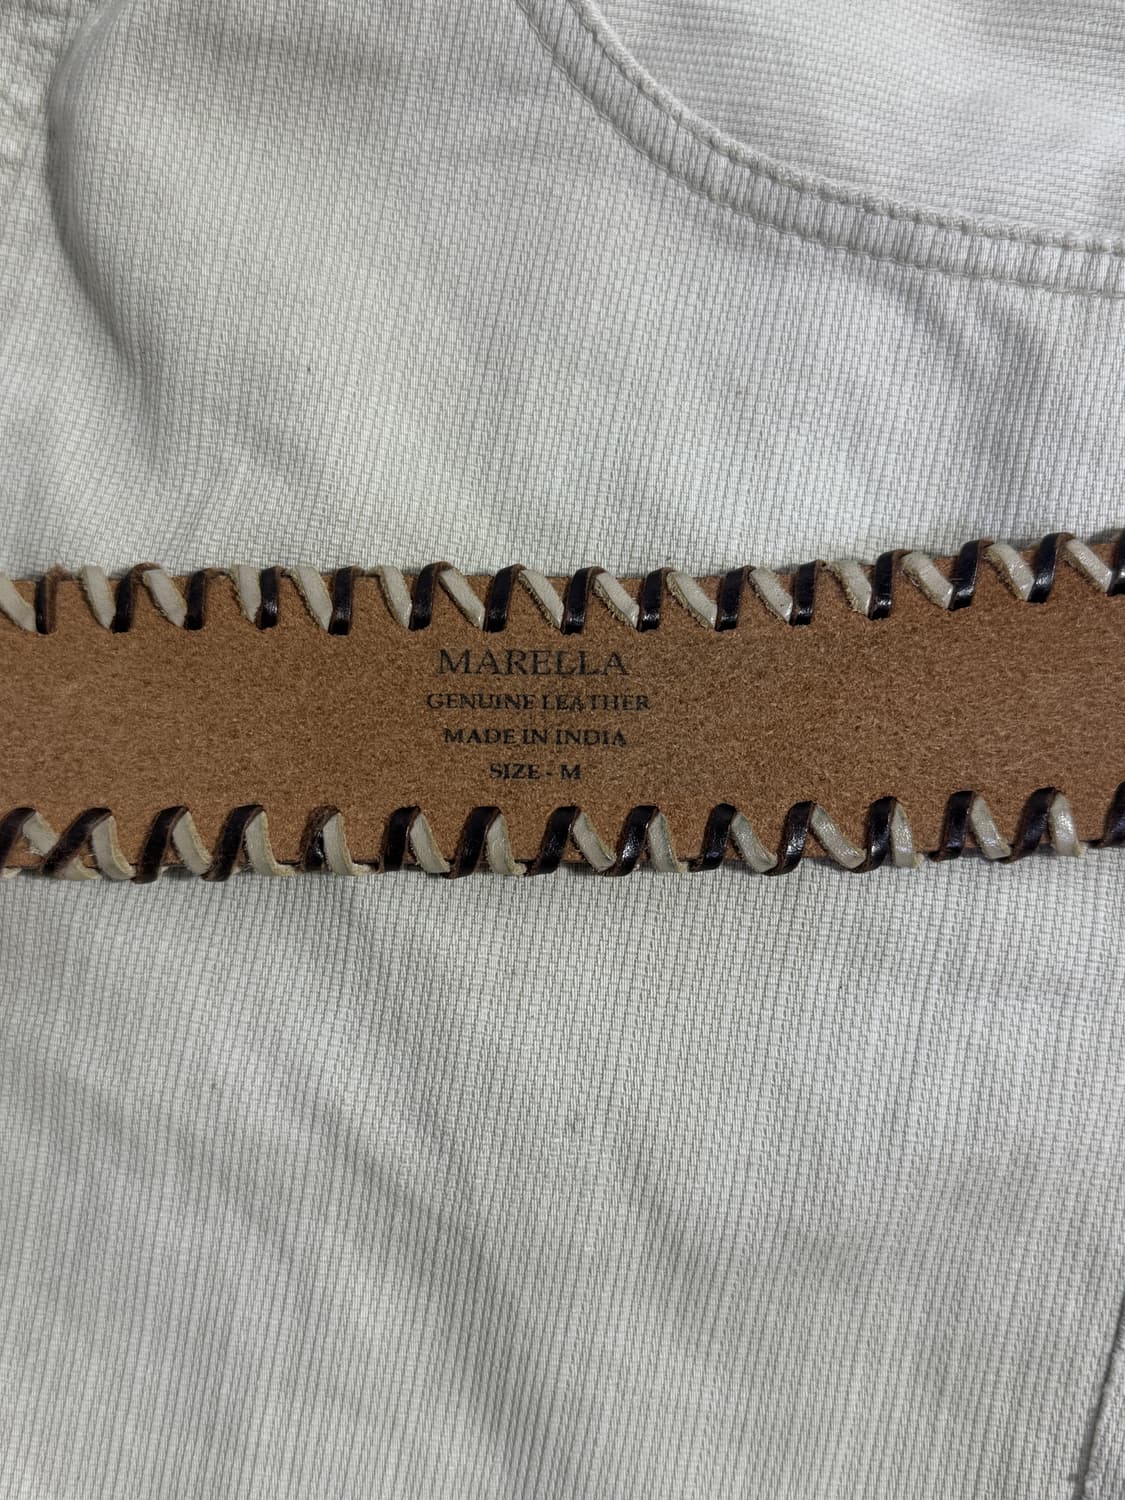 MARELLA
GENUINE LEATHER
MADE IN INDIA
SIZE - M